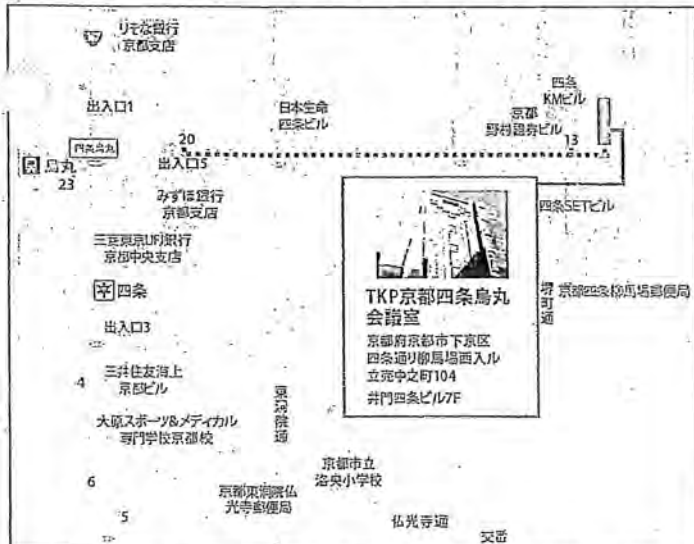 りそな銀行
京都支店
出入口1
日本生命
四条ビル
四条
KMビル
京都
野村證券ビル
四条烏丸
20
13
出入口5
烏丸
23
みずほ銀行
京都支店
四条SETビル
三菱東京UFJ銀行
京都中央支店
四条
TKP京都四条烏丸
会議室
京都府京都市下京区
四条通り柳馬場西入ル
立売中之町104
井門四条ビル7F
堺町通
京都四条柳馬場郵便局
出入口3
三井住友海上
京都ビル
4
大原スポーツ&メディカル
専門学校京都校
東洞院通
京都市立
洛央小学校
6
京都東洞院仏
光寺郵便局
5
仏光寺通
交番